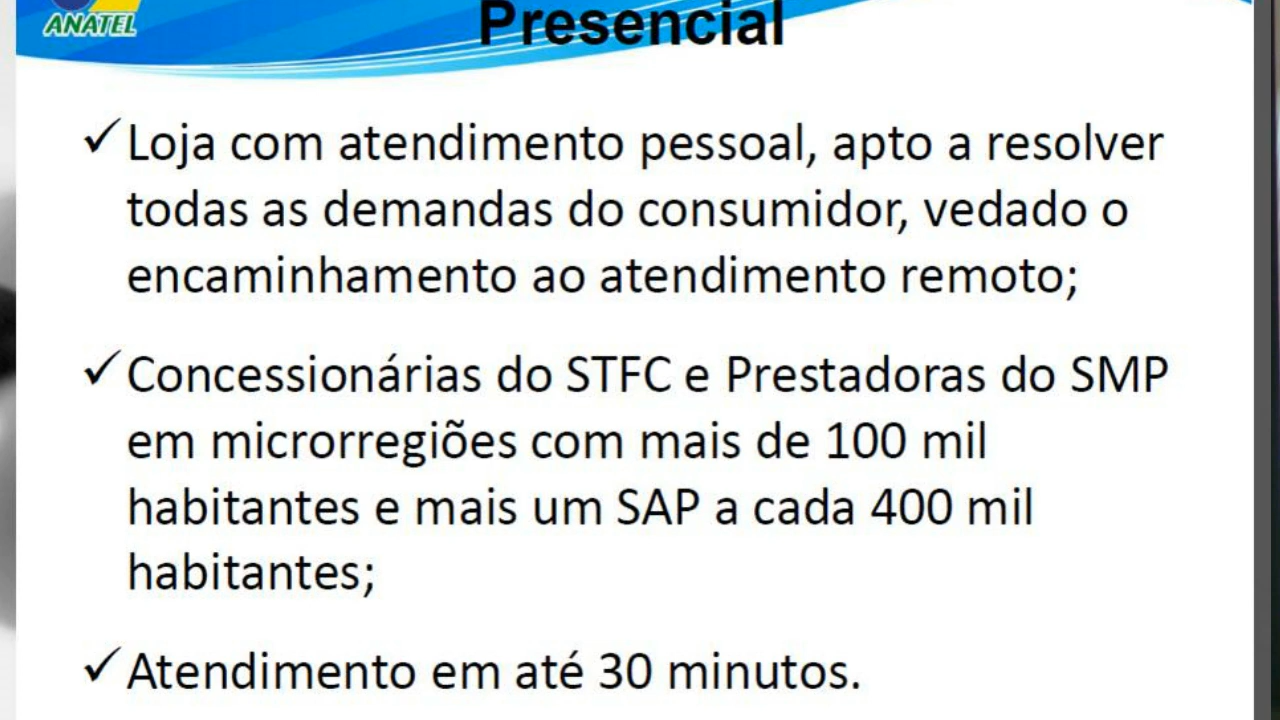 ANATEL
Presencial
✓Loja com atendimento pessoal, apto a resolver
todas as demandas do consumidor, vedado o
encaminhamento ao atendimento remoto;
✓Concessionárias do STFC e Prestadoras do SMP
em microrregiões com mais de 100 mil
habitantes e mais um SAP a cada 400 mil
habitantes;
✓Atendimento em até 30 minutos.